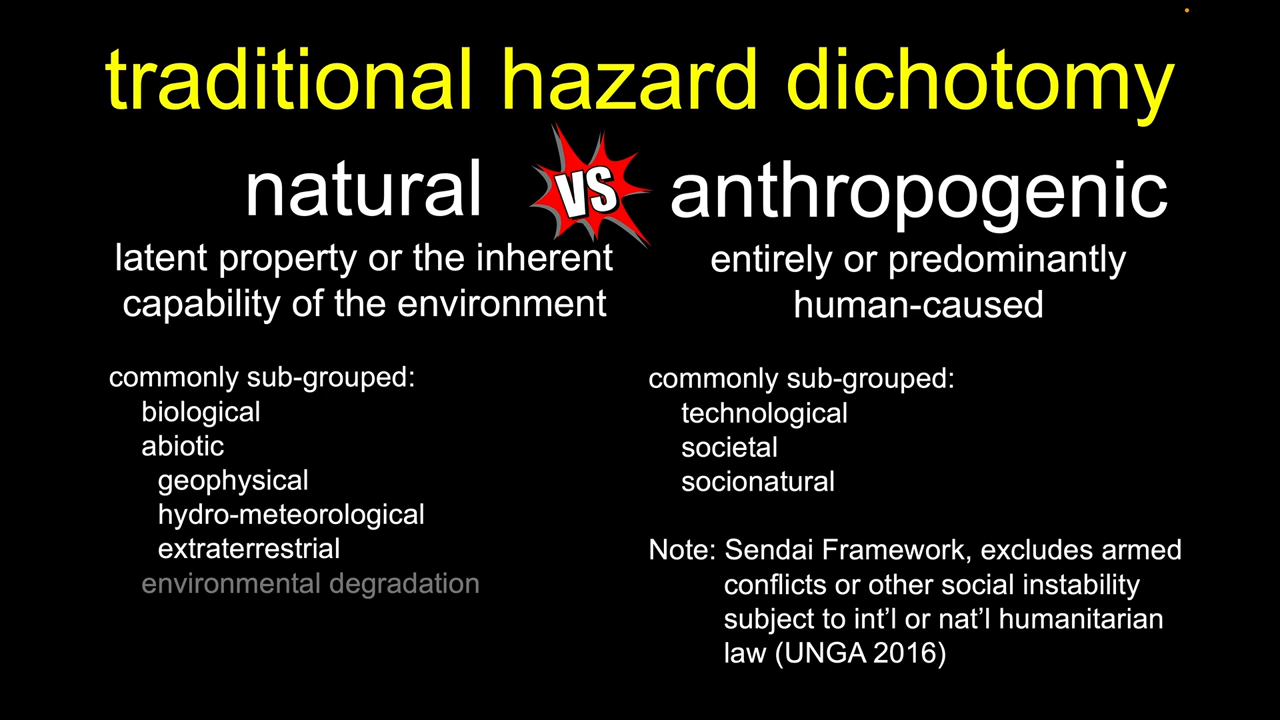 traditional hazard dichotomy
natural VS anthropogenic
latent property or the inherent
capability of the environment
entirely or predominantly
human-caused
commonly sub-grouped:
biological
abiotic
geophysical
hydro-meteorological
extraterrestrial
environmental degradation
commonly sub-grouped:
technological
societal
socionatural
Note: Sendai Framework, excludes armed
conflicts or other social instability
subject to int’l or nat’l humanitarian
law (UNGA 2016)